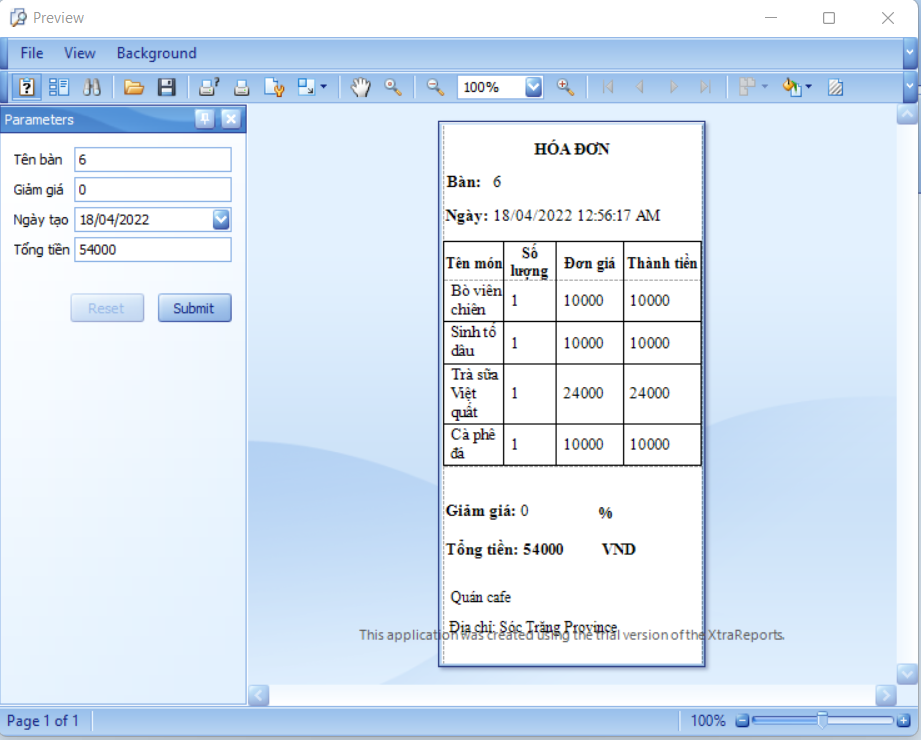 Preview
File View Background
100%
Parameters
Tên bàn 6
Giảm giá 0
Ngày tạo 18/04/2022
Tổng tiền 54000
Reset Submit
HÓA ĐƠN
Bàn: 6
Ngày: 18/04/2022 12:56:17 AM
Tên món Số lượng Đơn giá Thành tiền
Bò viên chiên 1 10000 10000
Sinh tố dâu 1 10000 10000
Trà sữa Việt quất 1 24000 24000
Cà phê đá 1 10000 10000
Giảm giá: 0 %
Tổng tiền: 54000 VND
Quán cafe
Địa chỉ: Sóc Trăng Province
This application was created using the trial version of the XtraReports.
Page 1 of 1 100%